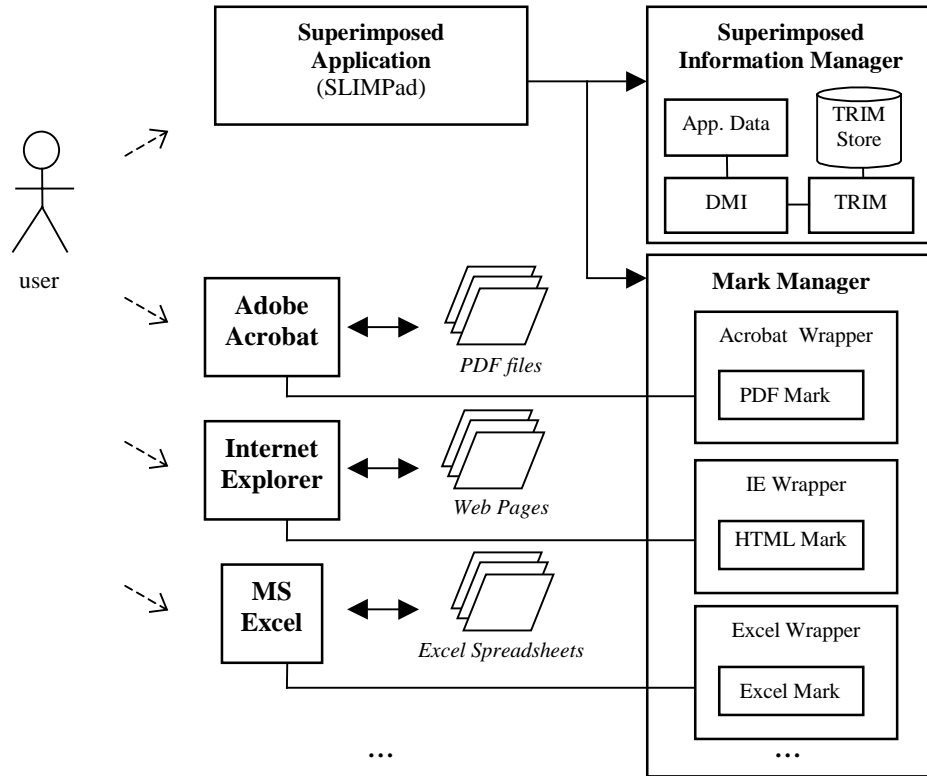 Superimposed
Application
(SLIMPad)
Superimposed
Information Manager
App. Data
TRIM
Store
DMI
TRIM
user
Mark Manager
Adobe
Acrobat
PDF files
Acrobat Wrapper
PDF Mark
Internet
Explorer
Web Pages
IE Wrapper
HTML Mark
MS
Excel
Excel Spreadsheets
Excel Wrapper
Excel Mark
...
...